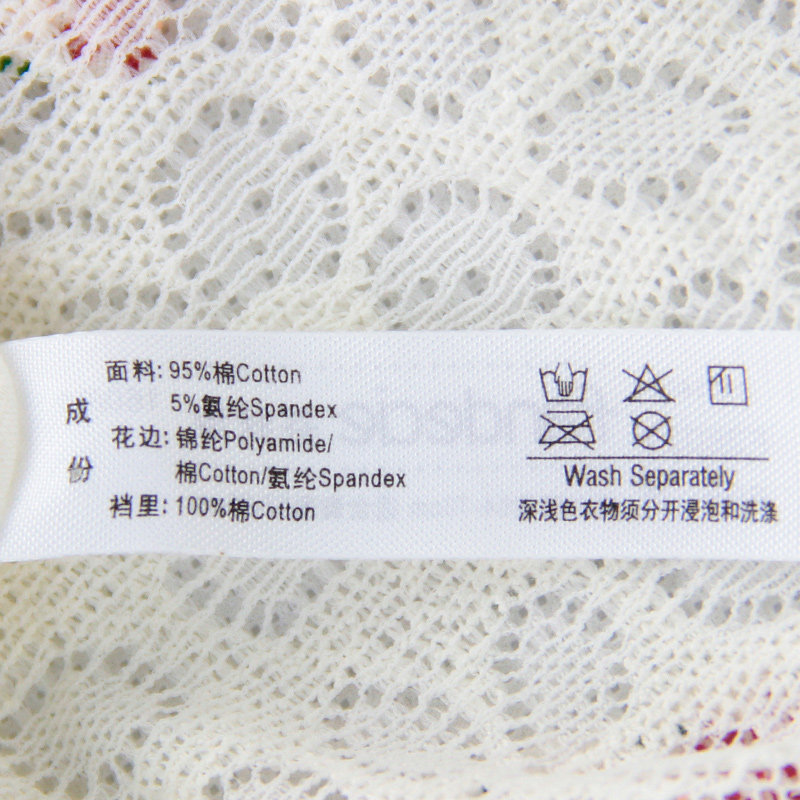 成份
面料: 95%棉Cotton
5%氨纶Spandex
花边: 锦纶Polyamide/
棉Cotton/氨纶Spandex
裆里: 100%棉Cotton
Wash Separately
深浅色衣物须分开浸泡和洗涤